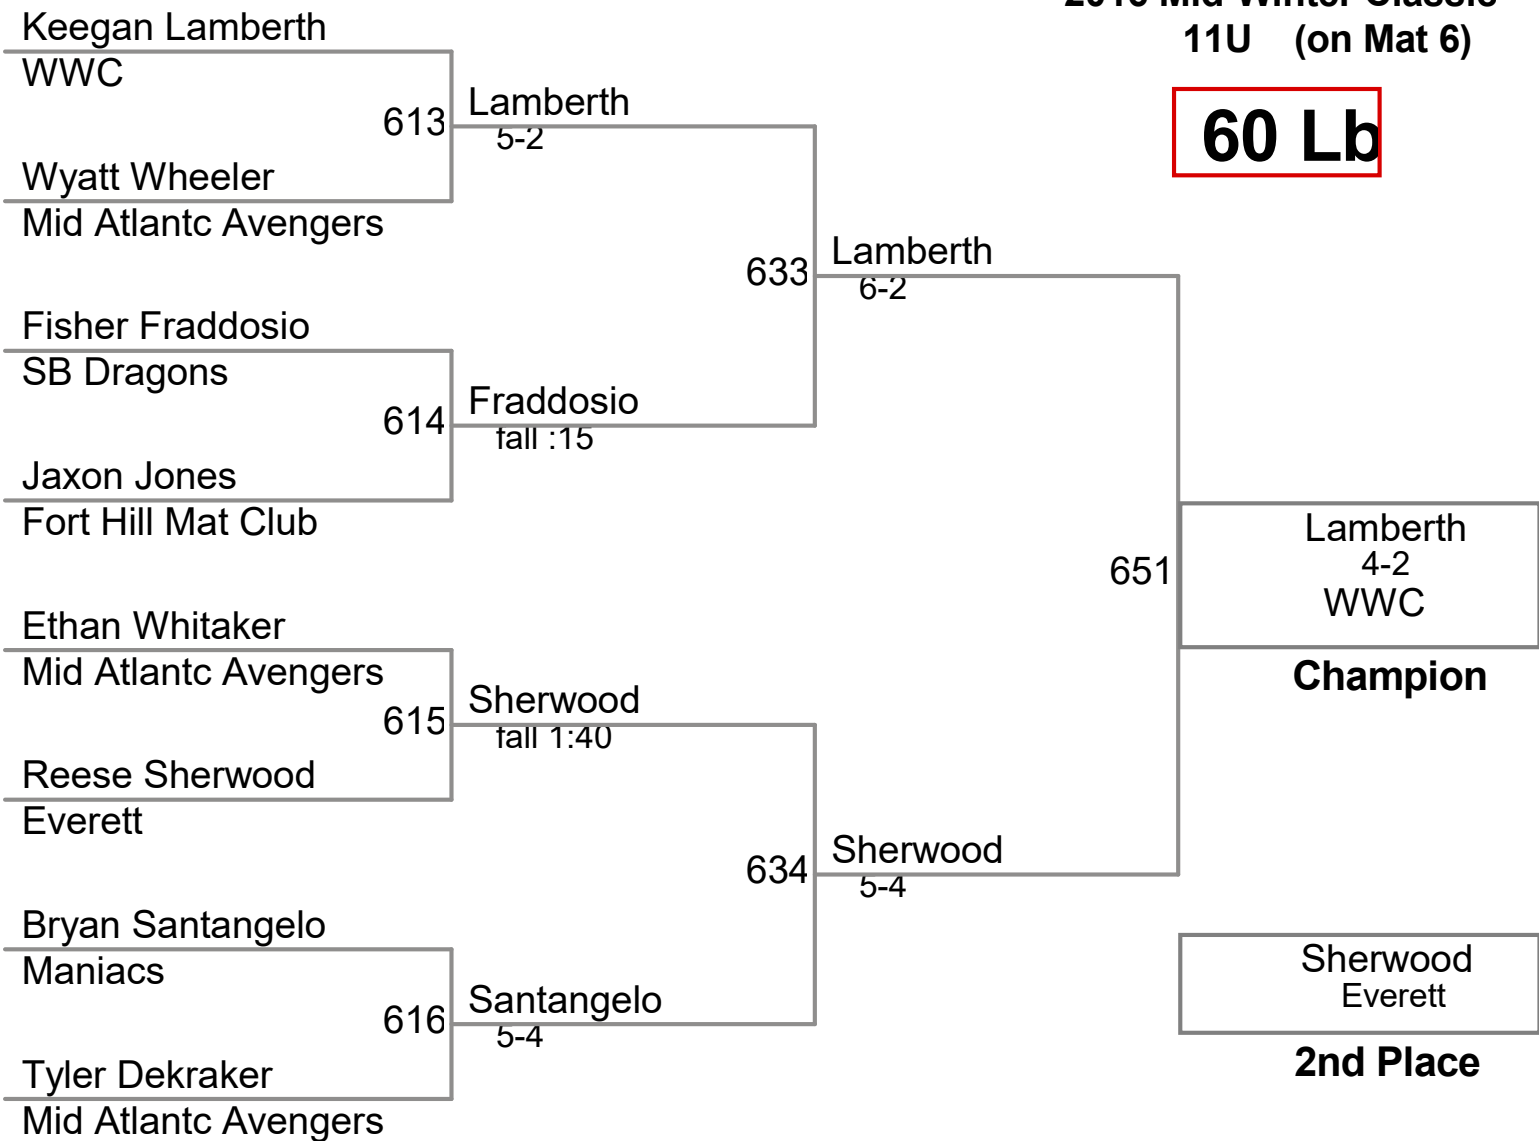 Mid Winter Classic
11U (on Mat 6)
60 Lb
Keegan Lamberth
WWC
613
Lamberth
5-2
Wyatt Wheeler
Mid Atlantc Avengers
633
Lamberth
6-2
Fisher Fraddosio
SB Dragons
614
Fraddosio
fall :15
Jaxon Jones
Fort Hill Mat Club
651
Lamberth
4-2
WWC
Champion
Ethan Whitaker
Mid Atlantc Avengers
615
Sherwood
fall 1:40
Reese Sherwood
Everett
634
Sherwood
5-4
Bryan Santangelo
Maniacs
616
Santangelo
5-4
Tyler Dekraker
Mid Atlantc Avengers
Sherwood
Everett
2nd Place